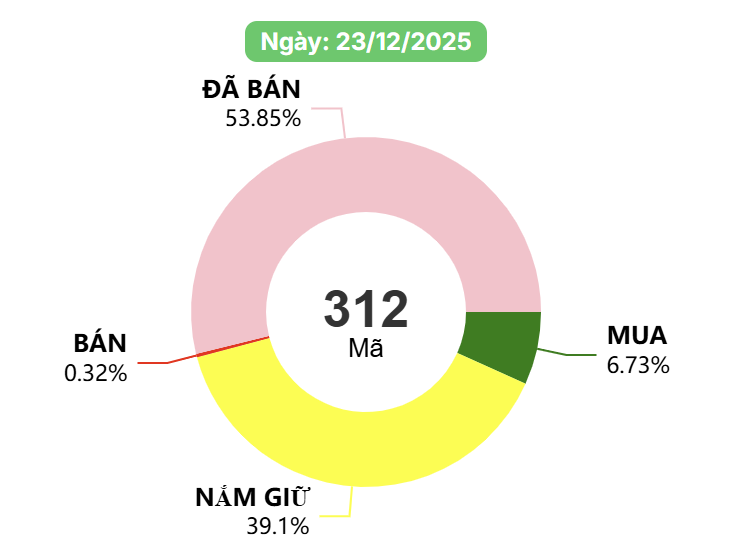 Ngày: 23/12/2025
ĐÃ BÁN
53.85%
312
Mã
BÁN
0.32%
MUA
6.73%
NẮM GIỮ
39.1%